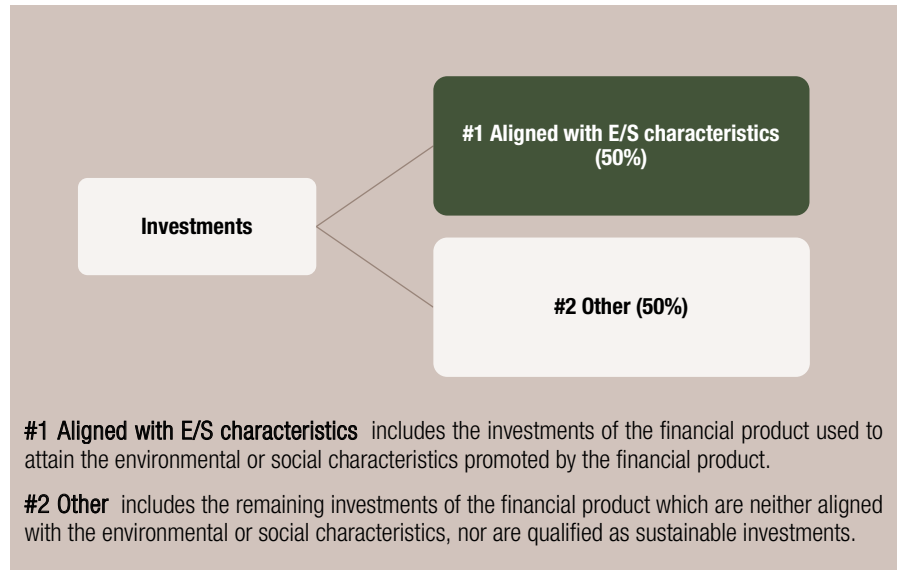 #1 Aligned with E/S characteristics
(50%)
Investments
#2 Other (50%)
#1 Aligned with E/S characteristics includes the investments of the financial product used to
attain the environmental or social characteristics promoted by the financial product.
#2 Other includes the remaining investments of the financial product which are neither aligned
with the environmental or social characteristics, nor are qualified as sustainable investments.